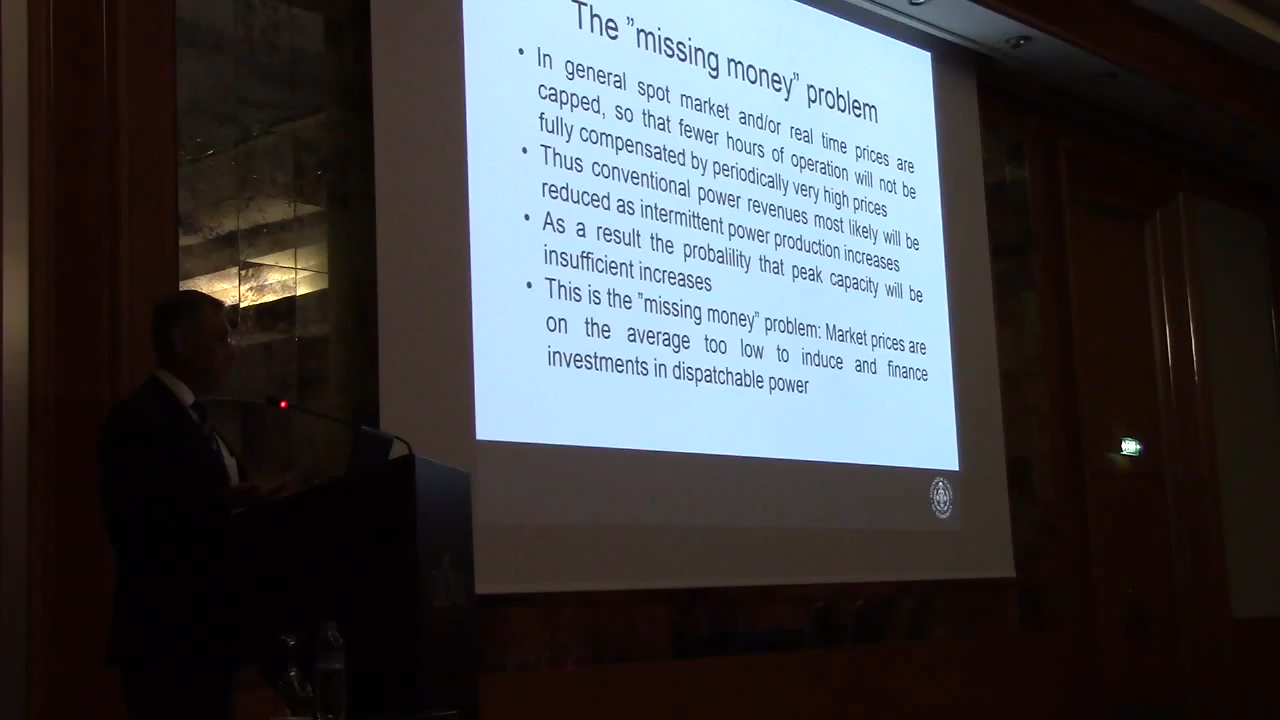 The ”missing money” problem
• In general spot market and/or real time prices are
capped, so that fewer hours of operation will not be
fully compensated by periodically very high prices
• Thus conventional power revenues most likely will be
reduced as intermittent power production increases
• As a result the probalility that peak capacity will be
insufficient increases
• This is the ”missing money” problem: Market prices are
on the average too low to induce and finance
investments in dispatchable power